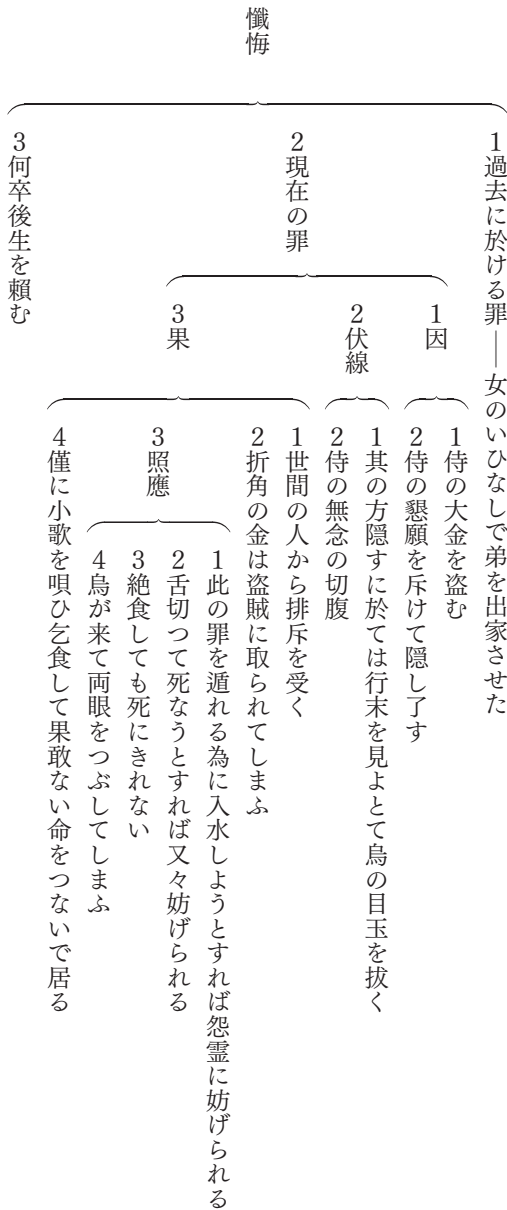 懺悔
1過去に於ける罪——女のいひなしで弟を出家させた
2現在の罪
1因
1侍の大金を盗む
2侍の懇願を斥けて隠し了す
2伏線
1其の方隠すに於ては行末を見よとて烏の目玉を抜く
2侍の無念の切腹
3果
1世間の人から排斥を受く
2折角の金は盗賊に取られてしまふ
3照應
1此の罪を遁れる為に入水しようとすれば怨霊に妨げられる
2舌切つて死なうとすれば又々妨げられる
3絶食しても死にきれない
4烏が来て両眼をつぶしてしまふ
4僅に小歌を唄ひ乞食して果敢ない命をつないで居る
3何卒後生を頼む